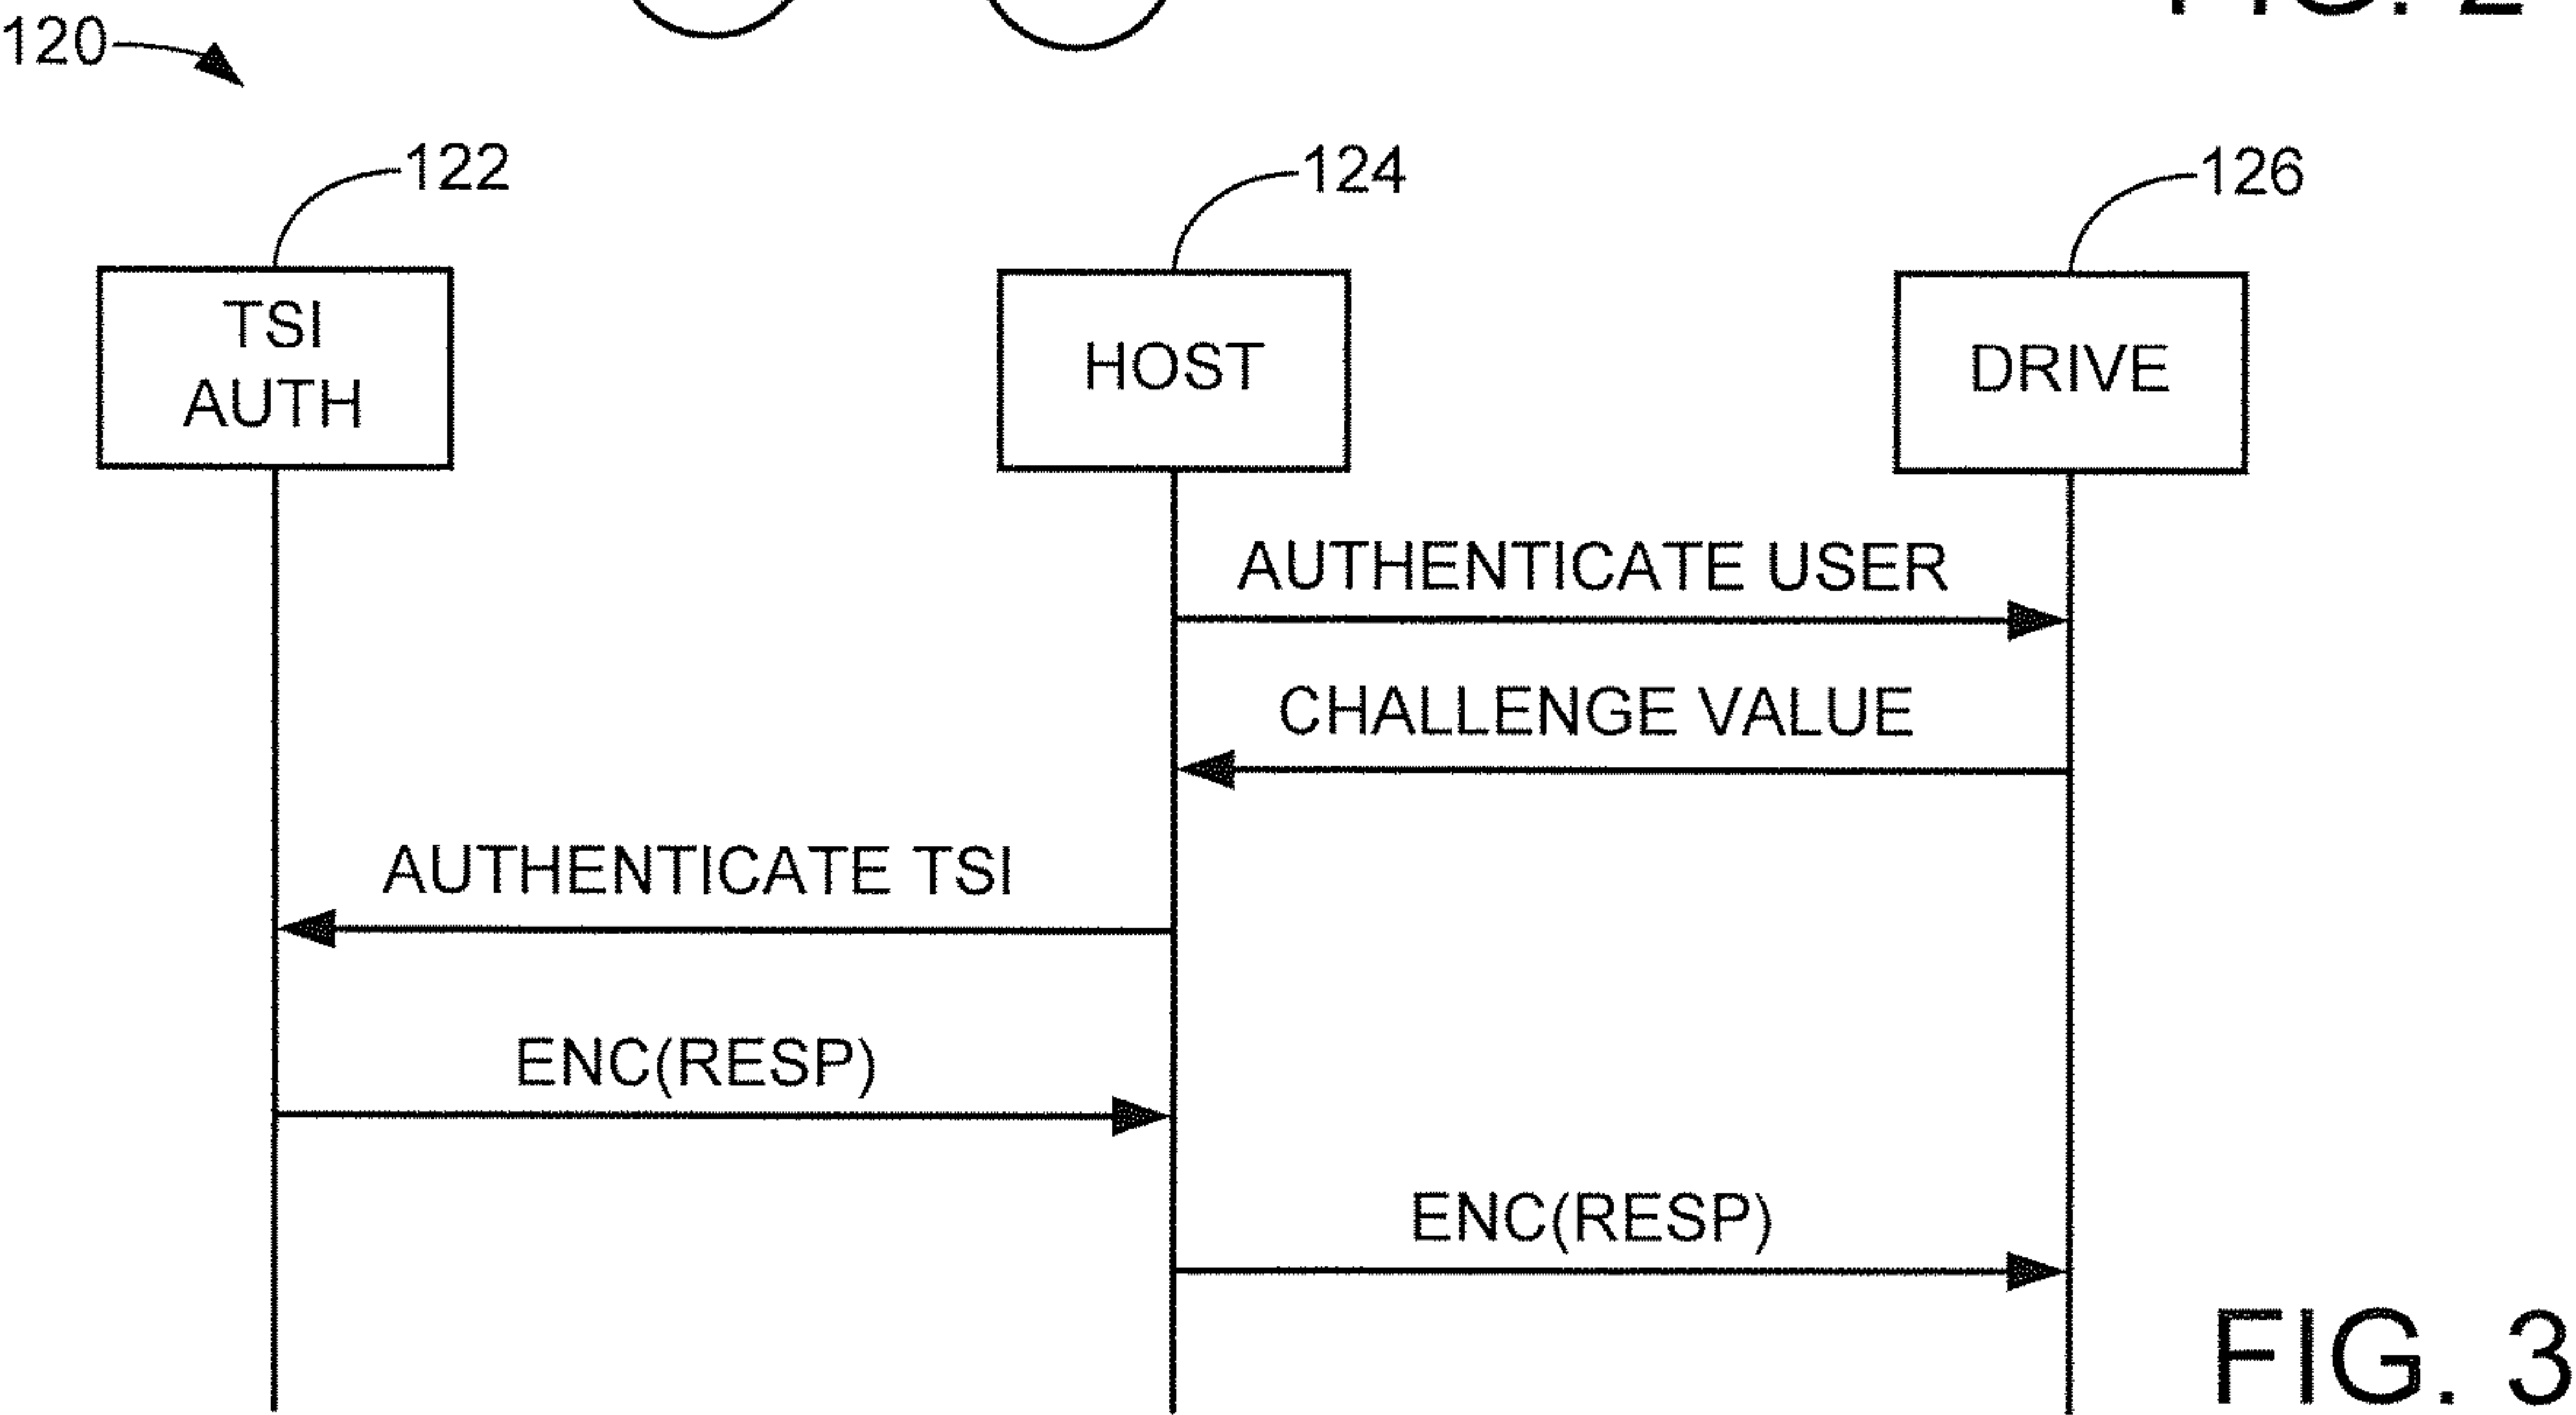 120
122
124
126
TSI
AUTH
HOST
DRIVE
AUTHENTICATE USER
CHALLENGE VALUE
AUTHENTICATE TSI
ENC(RESP)
ENC(RESP)
FIG. 3